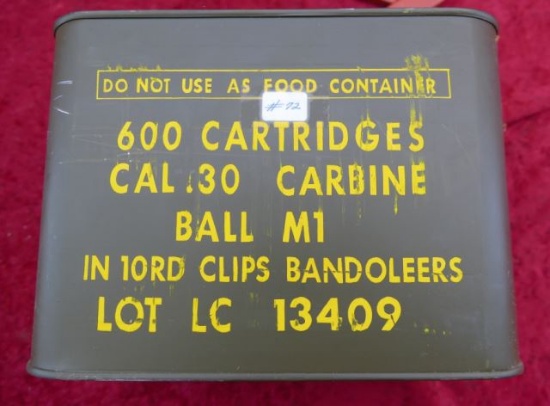 DO NOT USE AS FOOD CONTAINER
#72
600 CARTRIDGES
CAL .30 CARBINE
BALL M1
IN 10RD CLIPS BANDOLEERS
LOT LC 13409